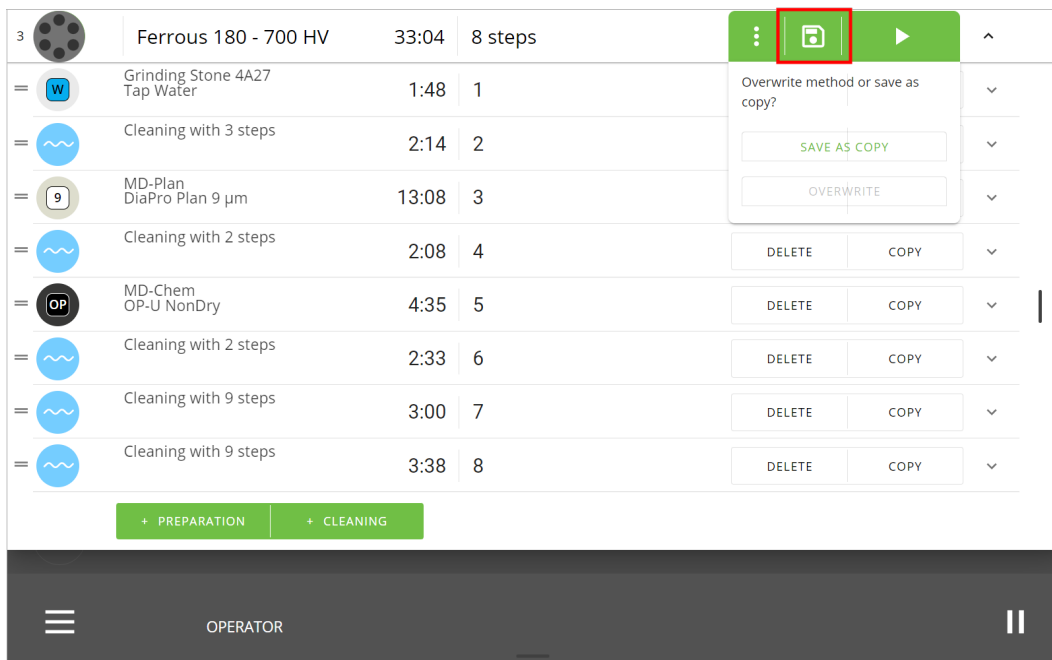 3 Ferrous 180 - 700 HV 33:04 8 steps
Overwrite method or save as
copy?
SAVE AS COPY
OVERWRITE
W Grinding Stone 4A27
Tap Water 1:48 1
Cleaning with 3 steps 2:14 2
9 MD-Plan
DiaPro Plan 9 µm 13:08 3
Cleaning with 2 steps 2:08 4 DELETE COPY
OP MD-Chem
OP-U NonDry 4:35 5 DELETE COPY
Cleaning with 2 steps 2:33 6 DELETE COPY
Cleaning with 9 steps 3:00 7 DELETE COPY
Cleaning with 9 steps 3:38 8 DELETE COPY
+ PREPARATION + CLEANING
OPERATOR